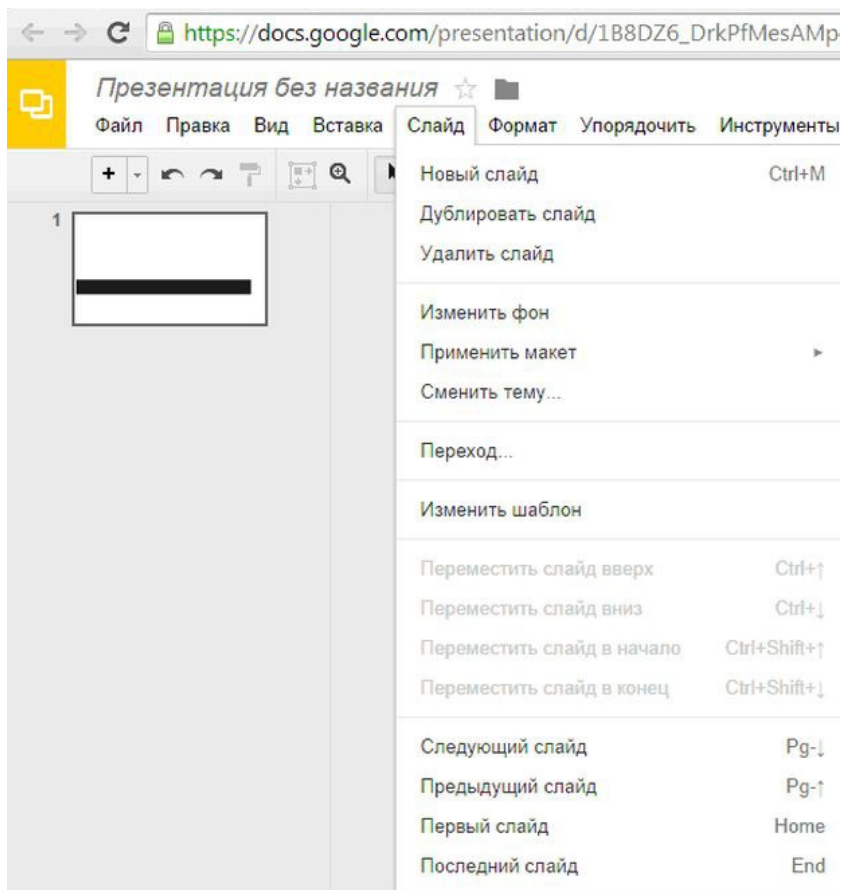 https://docs.google.com/presentation/d/1B8DZ6_DrkPfMesAMp
Презентация без названия
Файл Правка Вид Вставка Слайд Формат Упорядочить Инструменты
Новый слайд Ctrl+M
1
Дублировать слайд
Удалить слайд
Изменить фон
Применить макет
Сменить тему...
Переход...
Изменить шаблон
Переместить слайд вверх Ctrl+↑
Переместить слайд вниз Ctrl+↓
Переместить слайд в начало Ctrl+Shift+↑
Переместить слайд в конец Ctrl+Shift+↓
Следующий слайд Pg-↓
Предыдущий слайд Pg-↑
Первый слайд Home
Последний слайд End